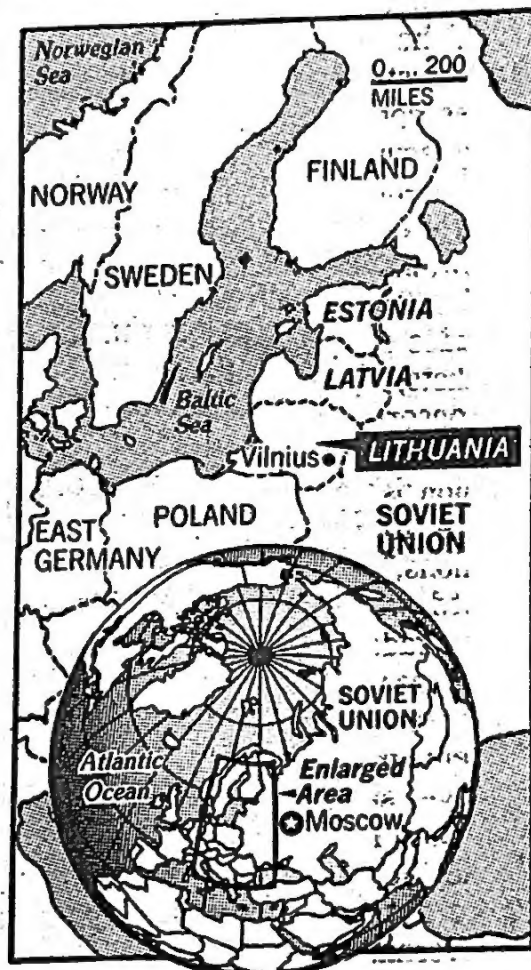 Norwegian
Sea
0 200
MILES
FINLAND
NORWAY
SWEDEN
ESTONIA
LATVIA
Baltic
Sea
Vilnius
LITHUANIA
SOVIET
UNION
POLAND
EAST
GERMANY
SOVIET
UNION
Atlantic
Ocean
Enlarged
Area
Moscow